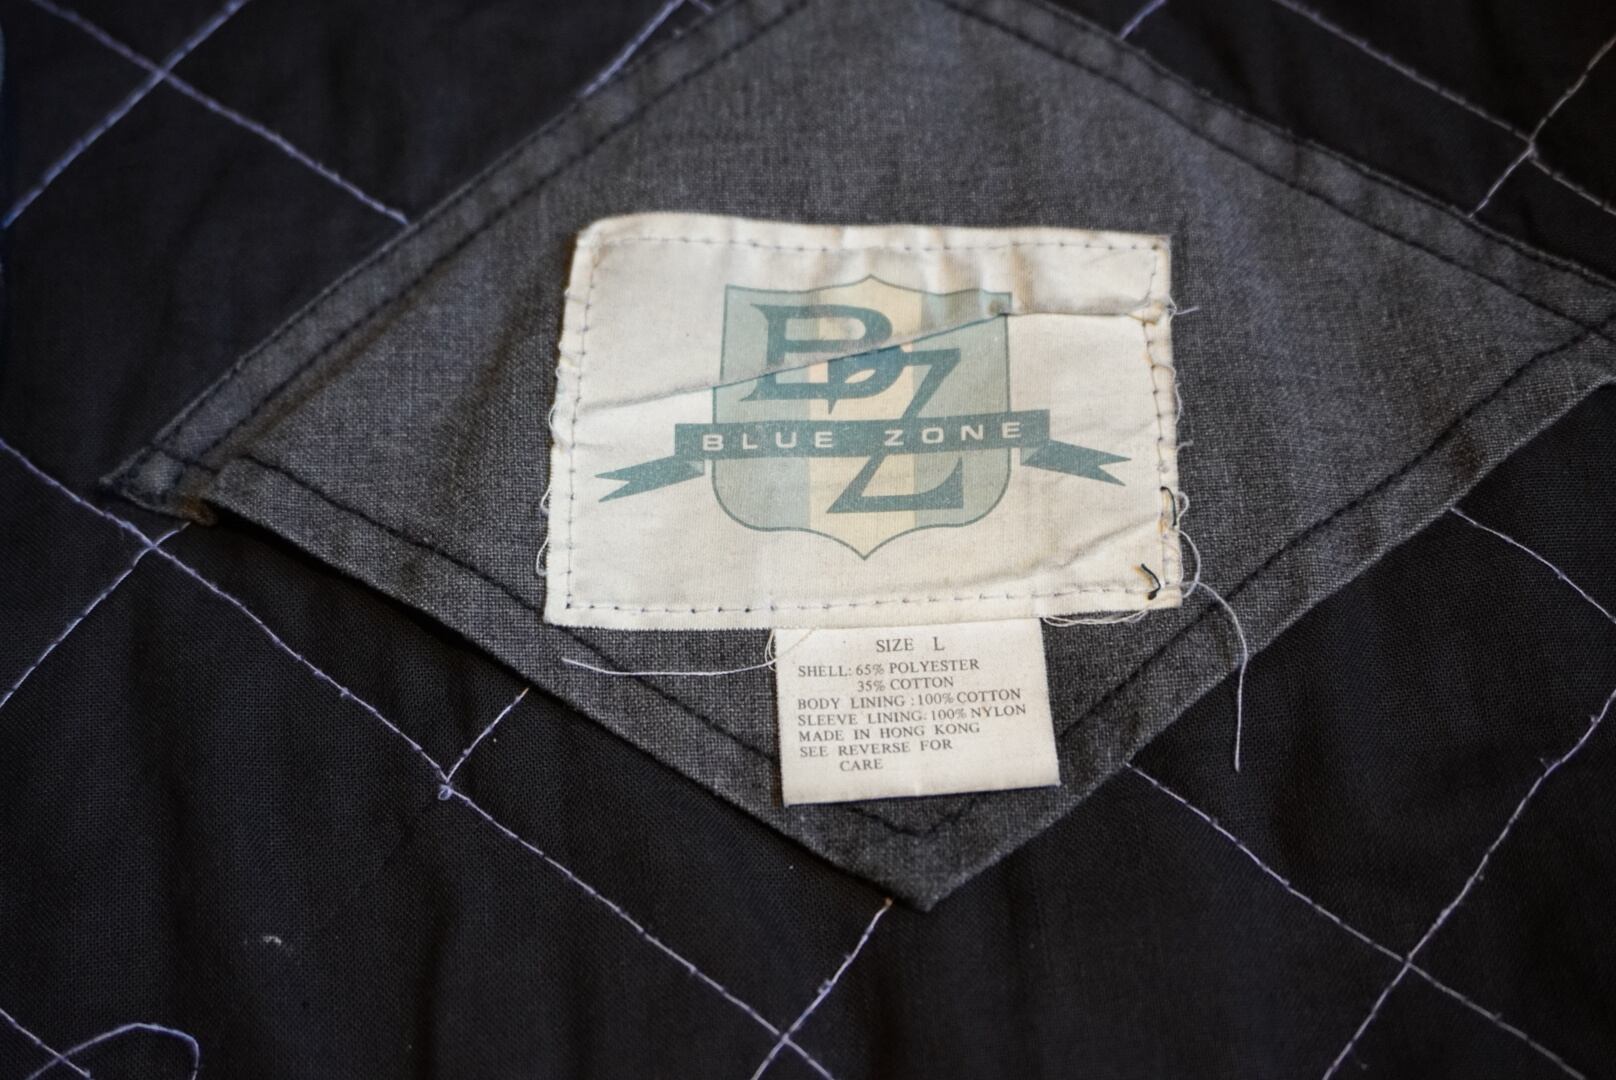 BZ
BLUE ZONE
SIZE L
SHELL: 65% POLYESTER
35% COTTON
BODY LINING : 100% COTTON
SLEEVE LINING: 100% NYLON
MADE IN HONG KONG
SEE REVERSE FOR
CARE